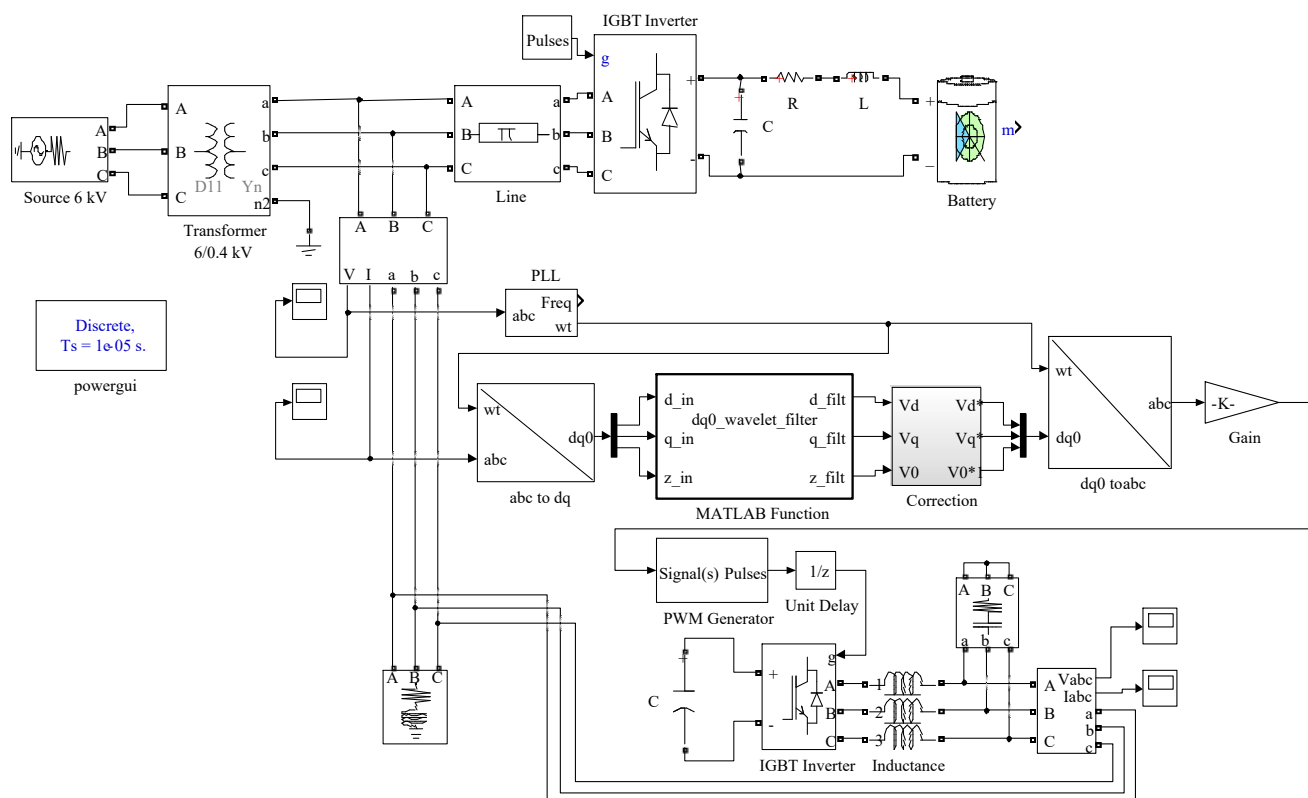 IGBT Inverter
Pulses
g
A
B
C
+
-
R
L
C
+
−
m
Battery
A
B
C
Source 6 kV
A
B
C
D11
Yn
a
b
c
n2
Transformer
6/0.4 kV
A
B
C
π
a
b
c
Line
A B C
V I a b c
PLL
abc
Freq
wt
Discrete,
Ts = 1e-05 s.
powergui
wt
abc
dq0
abc to dq
d_in
q_in
z_in
dq0_wavelet_filter
d_filt
q_filt
z_filt
MATLAB Function
Vd
Vq
V0
Vd*
Vq*
V0*1
Correction
wt
dq0
abc
dq0 toabc
-K-
Gain
Signal(s) Pulses
PWM Generator
1/z
Unit Delay
A B C
a b c
A B C
C
+
+
-
g
A
B
C
IGBT Inverter
1
2
3
Inductance
A
B
C
Vabc
Iabc
a
b
c